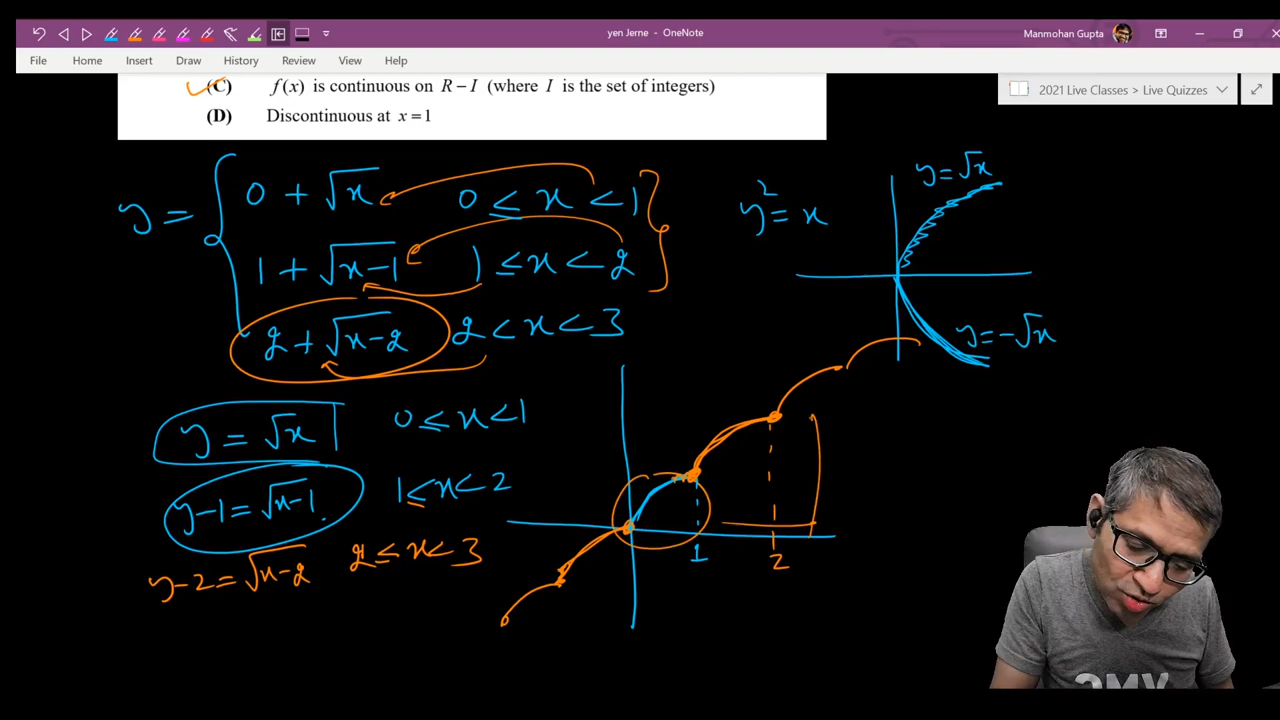 yen Jerne - OneNote
Manmohan Gupta
File Home Insert Draw History Review View Help
2021 Live Classes > Live Quizzes
(C) f(x) is continuous on R − I (where I is the set of integers)
(D) Discontinuous at x = 1
y = { 0 + √x 0 ≤ x < 1
1 + √x−1 1 ≤ x < 2
2 + √x−2 2 < x < 3
y = √x 0 ≤ x < 1
y−1 = √x−1 1 ≤ x < 2
y−2 = √x−2 2 ≤ x < 3
y² = x
y = √x
y = −√x
1
2